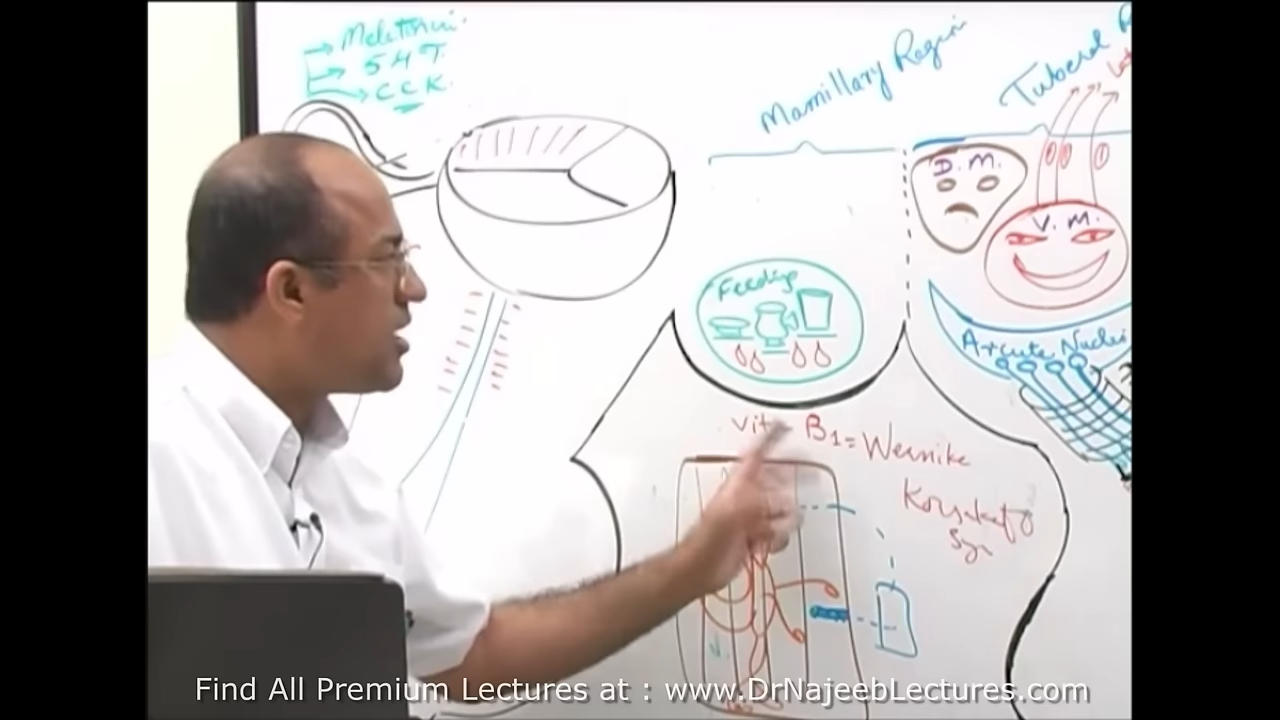 Melatonin
5HT
CCK
Mamillary Region
Tuberal
D.M.
V.M.
Feeding
Arcute Nuclei
vit B1 = Wernike
Korsakoff
Syn
Find All Premium Lectures at : www.DrNajeebLectures.com